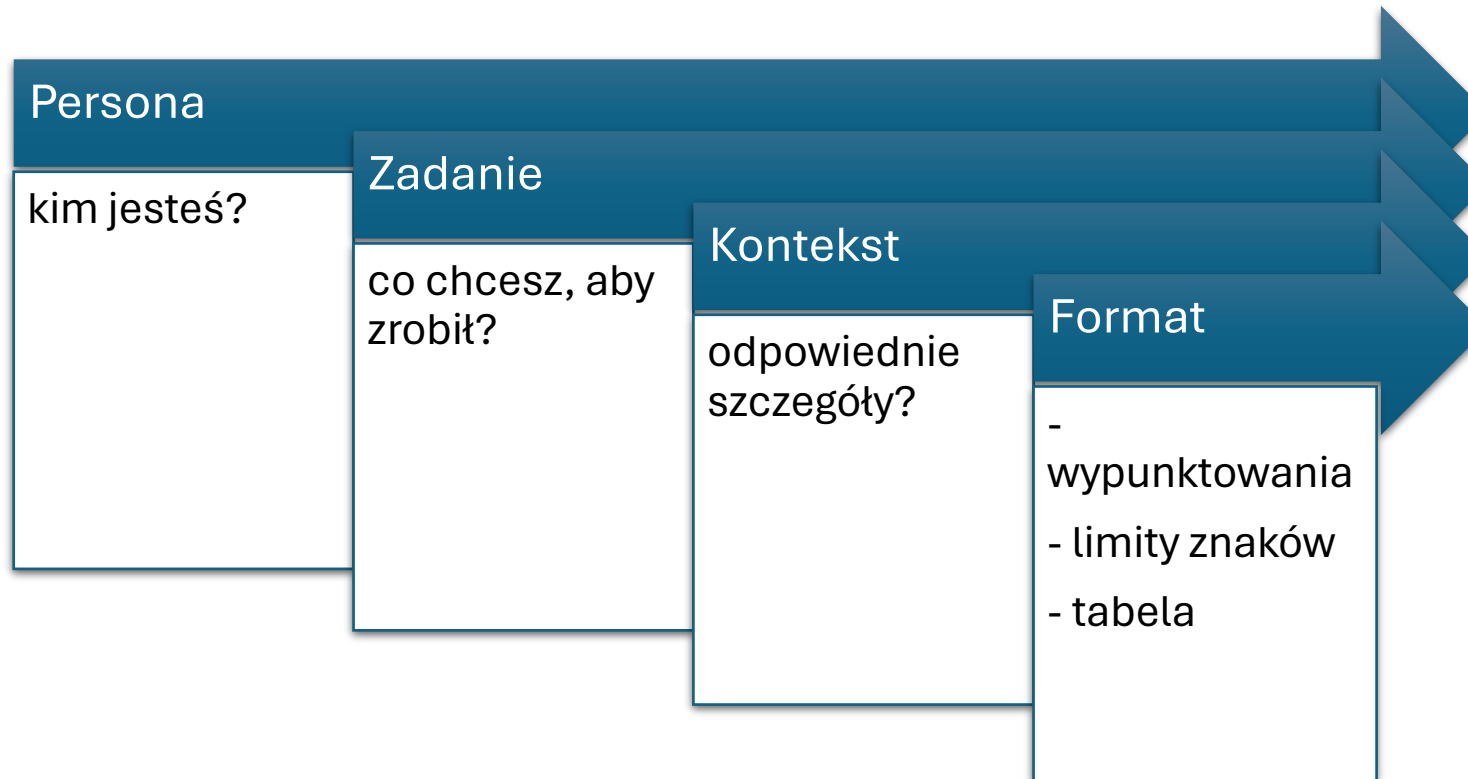 Persona
kim jesteś?
Zadanie
co chcesz, aby
zrobił?
Kontekst
odpowiednie
szczegóły?
Format
-
wypunktowania
- limity znaków
- tabela